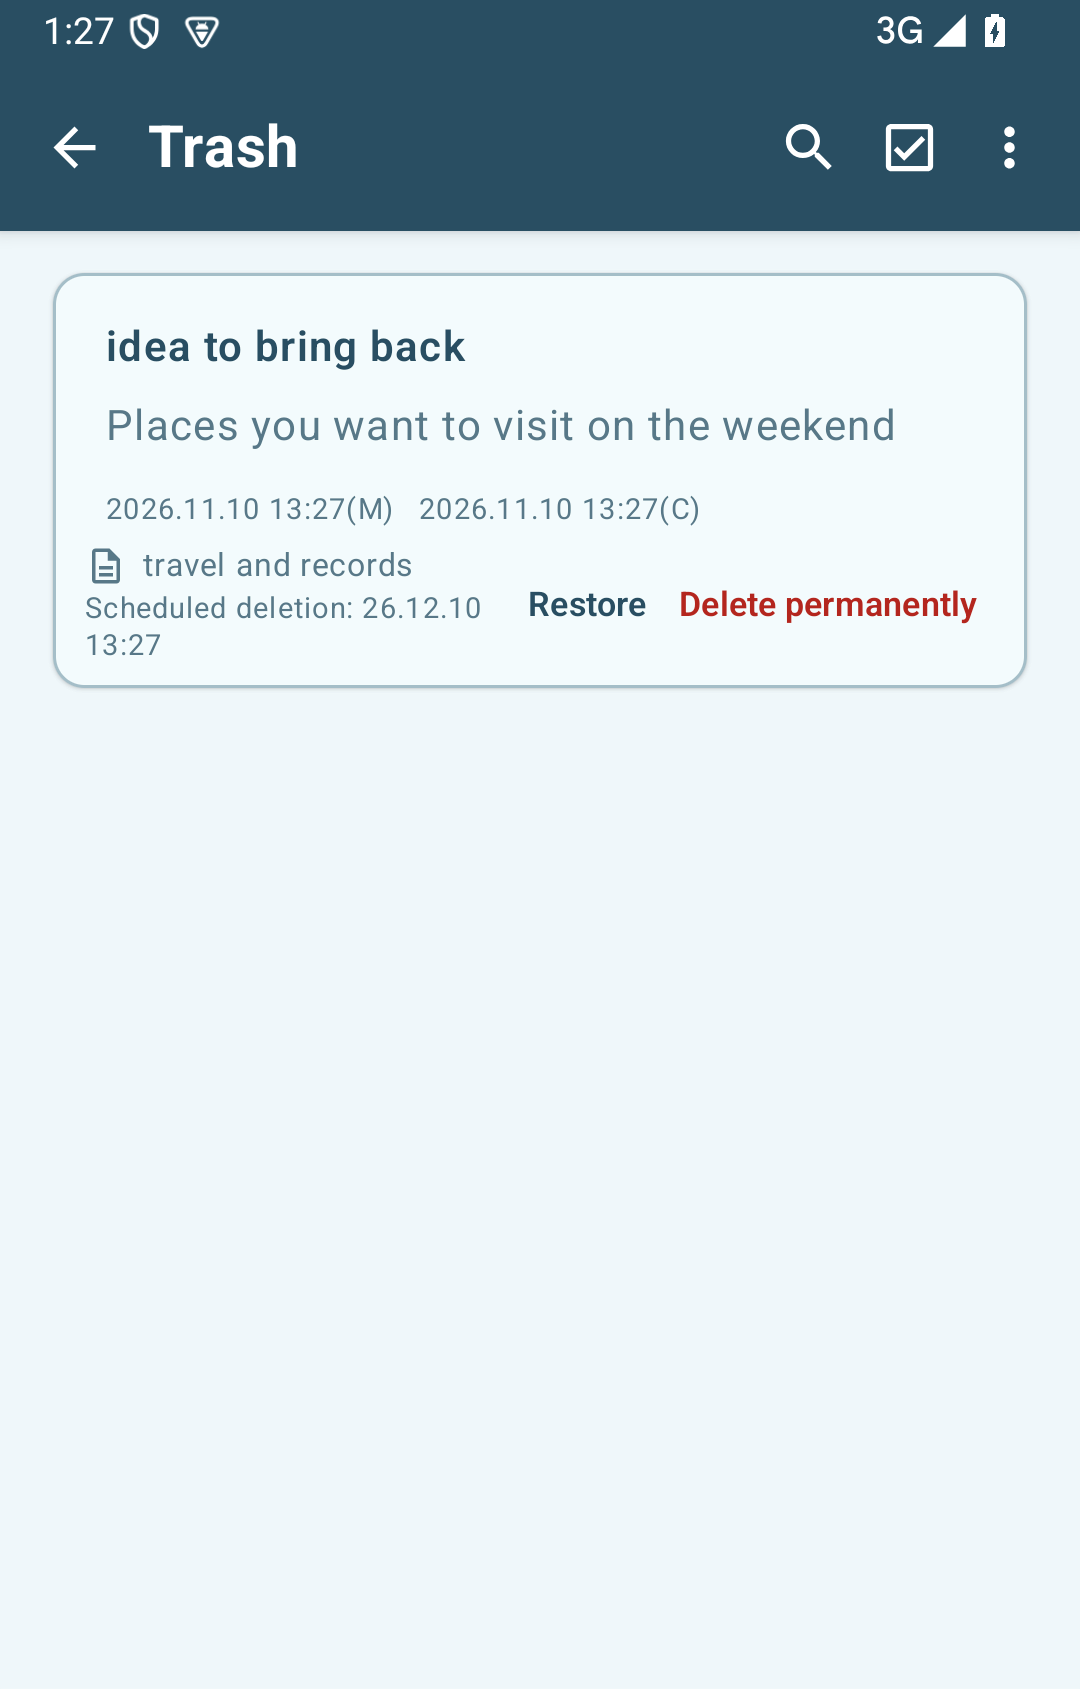 1:27
3G
Trash
idea to bring back
Places you want to visit on the weekend
2026.11.10 13:27(M) 2026.11.10 13:27(C)
travel and records
Scheduled deletion: 26.12.10
13:27
Restore
Delete permanently